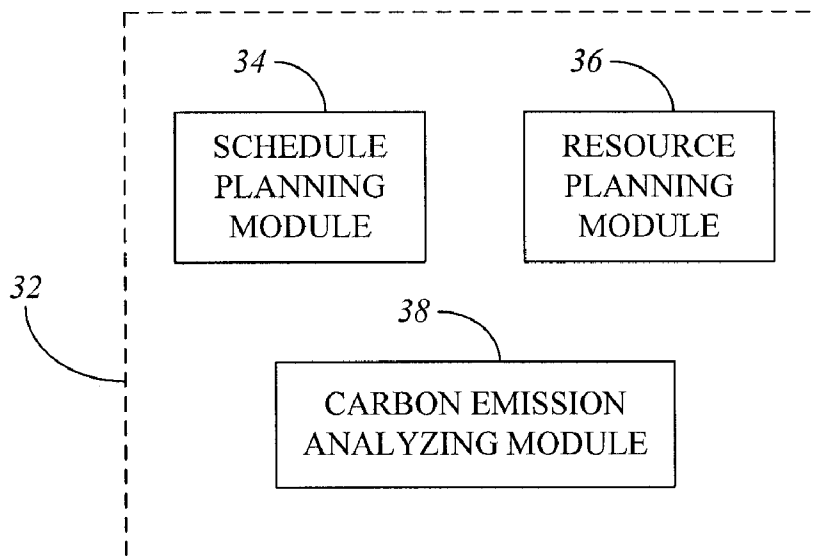 34
36
SCHEDULE
PLANNING
MODULE
RESOURCE
PLANNING
MODULE
32
38
CARBON EMISSION
ANALYZING MODULE